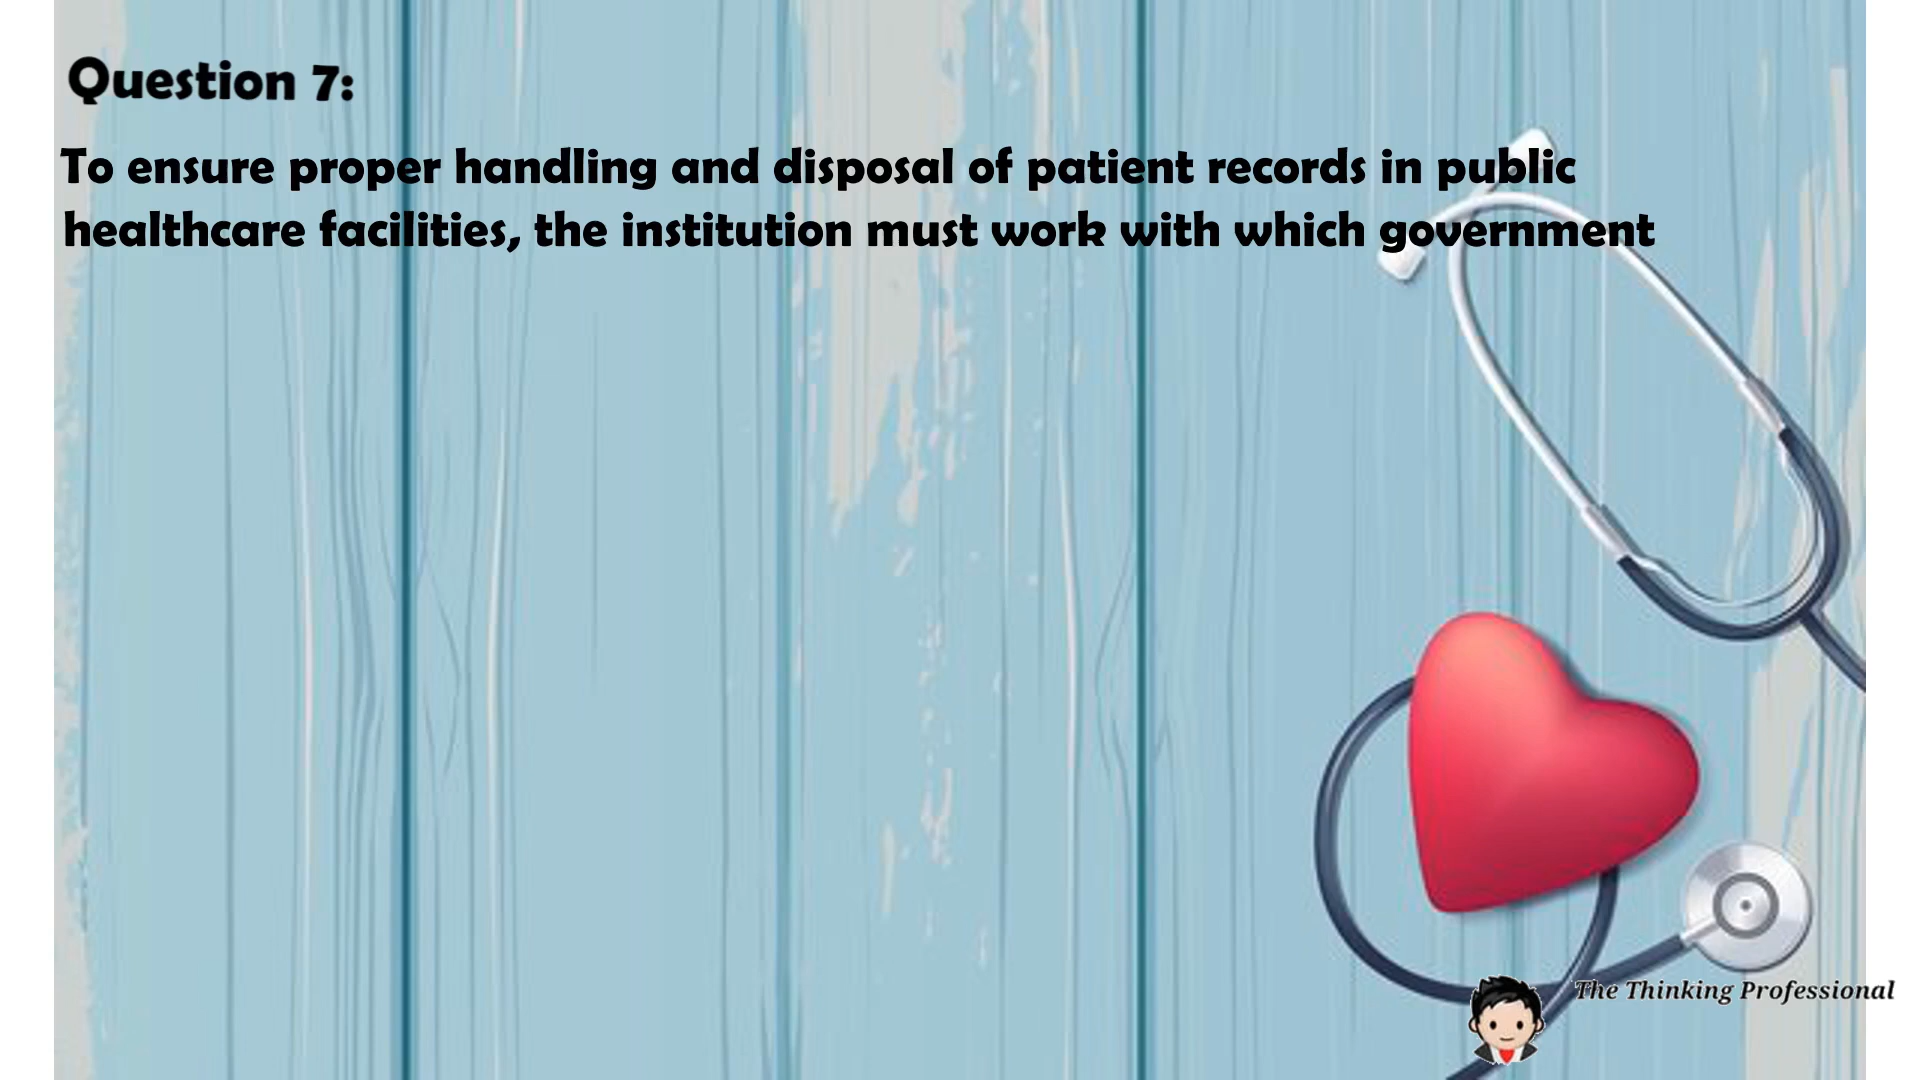 Question 7:
To ensure proper handling and disposal of patient records in public
healthcare facilities, the institution must work with which government
The Thinking Professional